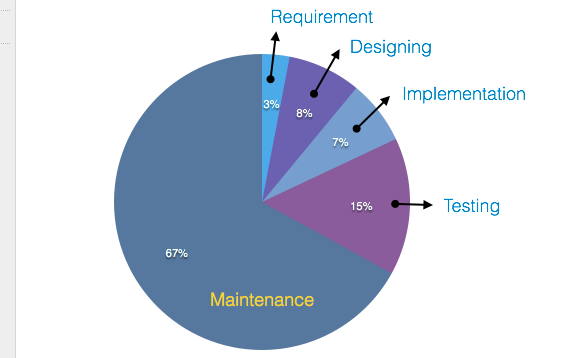 Requirement
Designing
Implementation
3%
8%
7%
15%
Testing
67%
Maintenance